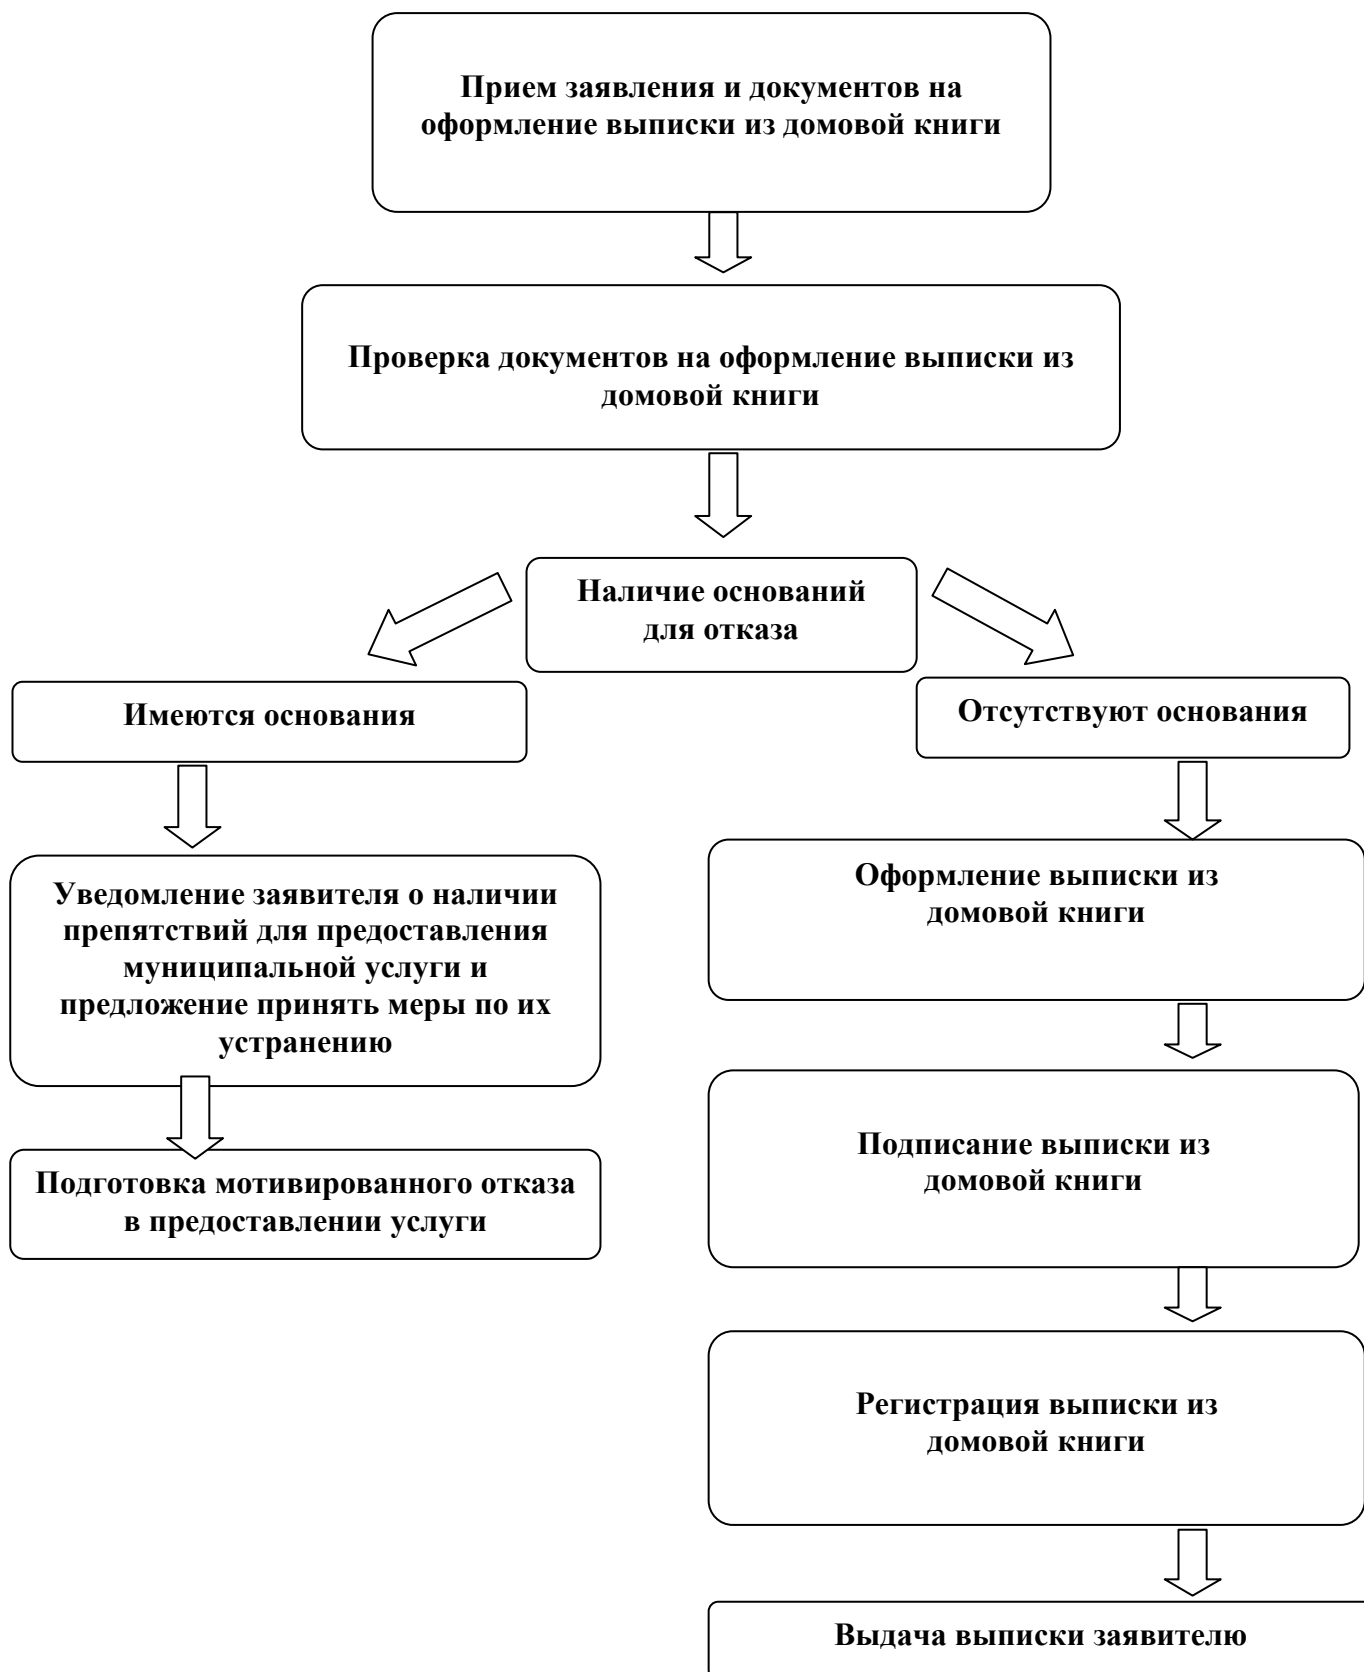 Прием заявления и документов на
оформление выписки из домовой книги
Проверка документов на оформление выписки из
домовой книги
Наличие оснований
для отказа
Имеются основания
Отсутствуют основания
Уведомление заявителя о наличии
препятствий для предоставления
муниципальной услуги и
предложение принять меры по их
устранению
Подготовка мотивированного отказа
в предоставлении услуги
Оформление выписки из
домовой книги
Подписание выписки из
домовой книги
Регистрация выписки из
домовой книги
Выдача выписки заявителю